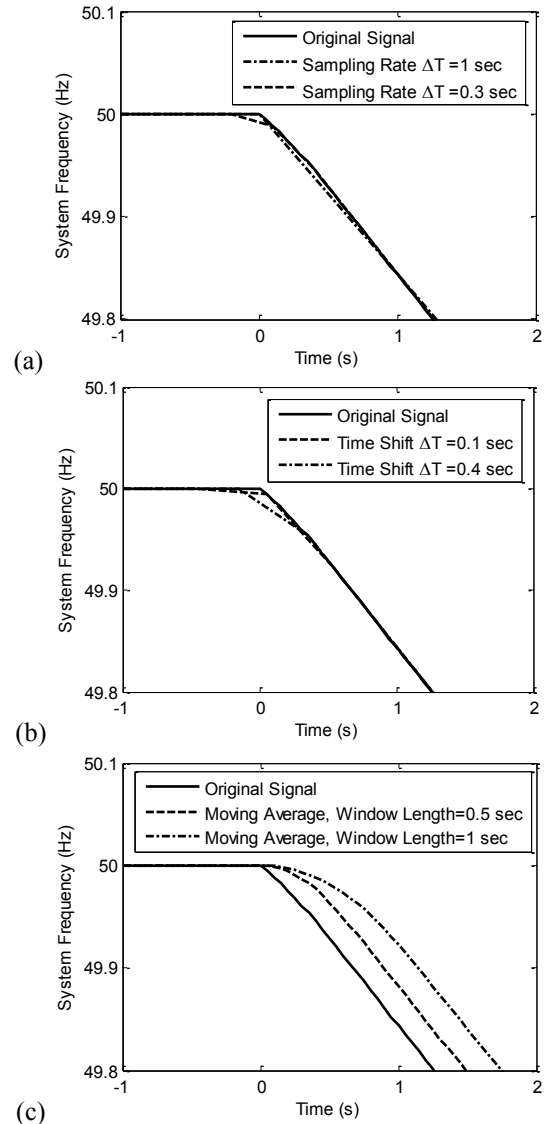 50.1
50
49.9
49.8
System Frequency (Hz)
Original Signal
Sampling Rate ΔT =1 sec
Sampling Rate ΔT =0.3 sec
-1
0
1
2
Time (s)
(a)
50.1
50
49.9
49.8
System Frequency (Hz)
Original Signal
Time Shift ΔT =0.1 sec
Time Shift ΔT =0.4 sec
-1
0
1
2
Time (s)
(b)
50.1
50
49.9
49.8
System Frequency (Hz)
Original Signal
Moving Average, Window Length=0.5 sec
Moving Average, Window Length=1 sec
-1
0
1
2
Time (s)
(c)